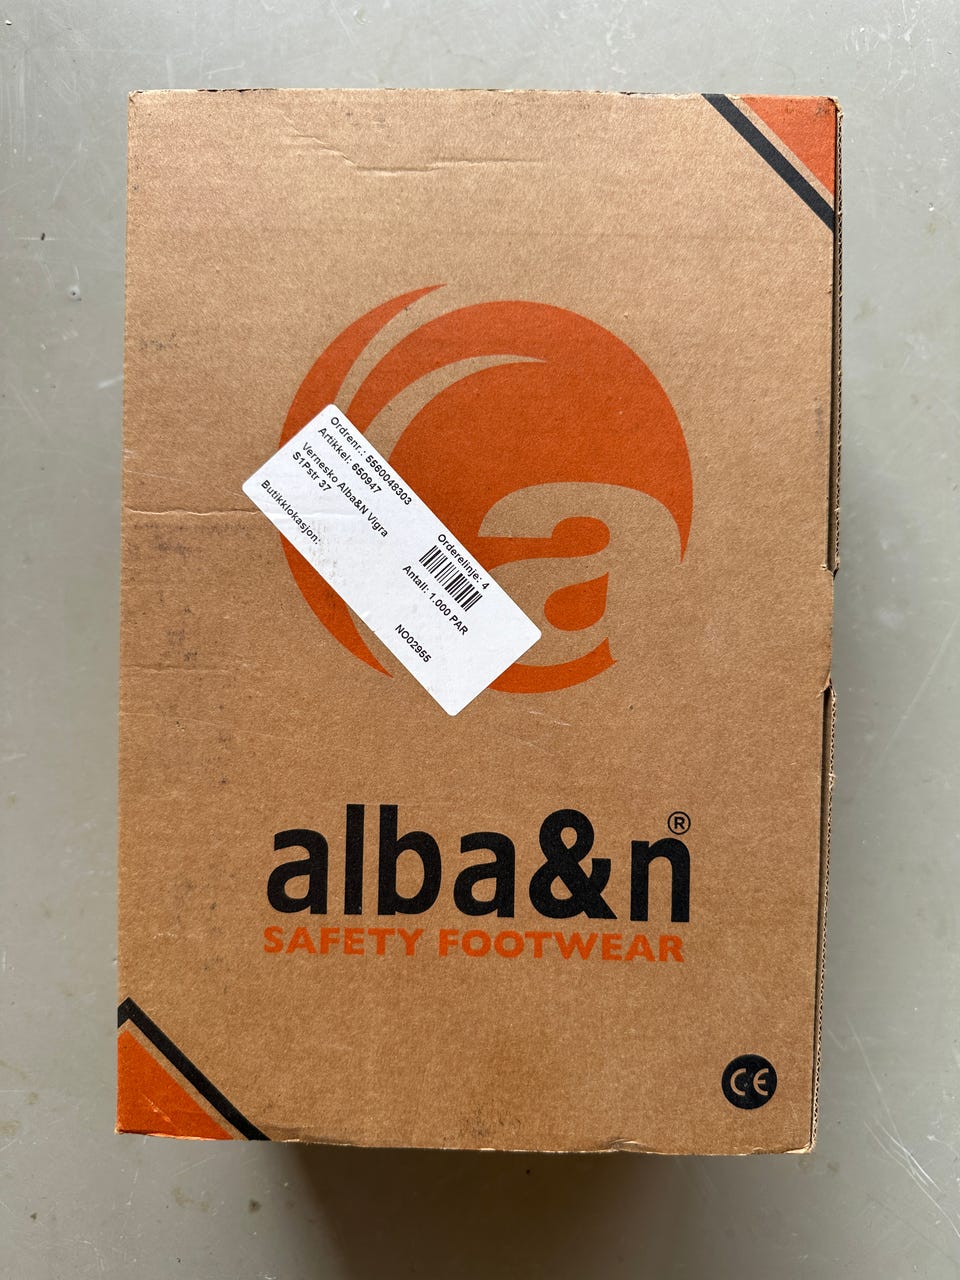 Ordrenr.: 5560048303
Artikkel: 650947
Vernesko Alba&N Vigra
S1Pstr 37
Butikklokasjon:
Orderelinje: 4
Antall: 1.000 PAR
NO02955
a
alba&n®
SAFETY FOOTWEAR
CE